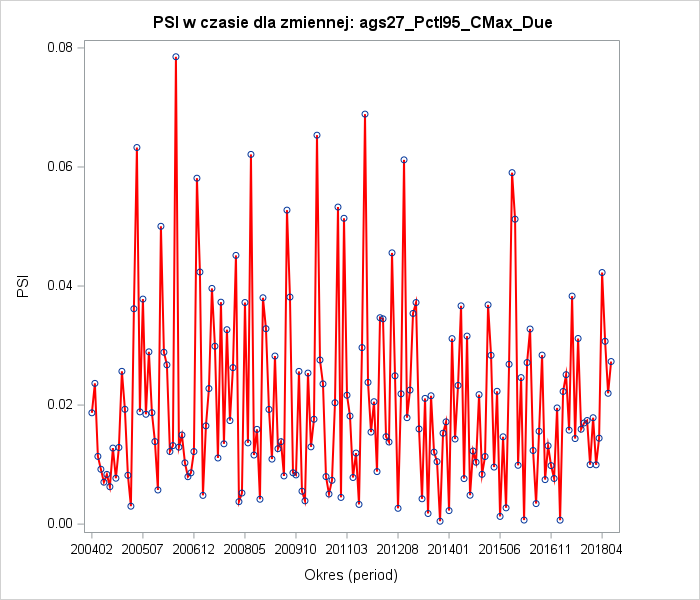 PSI w czasie dla zmiennej: ags27_Pctl95_CMax_Due
0.08
0.06
0.04
0.02
0.00
PSI
200402 200507 200612 200805 200910 201103 201208 201401 201506 201611 201804
Okres (period)